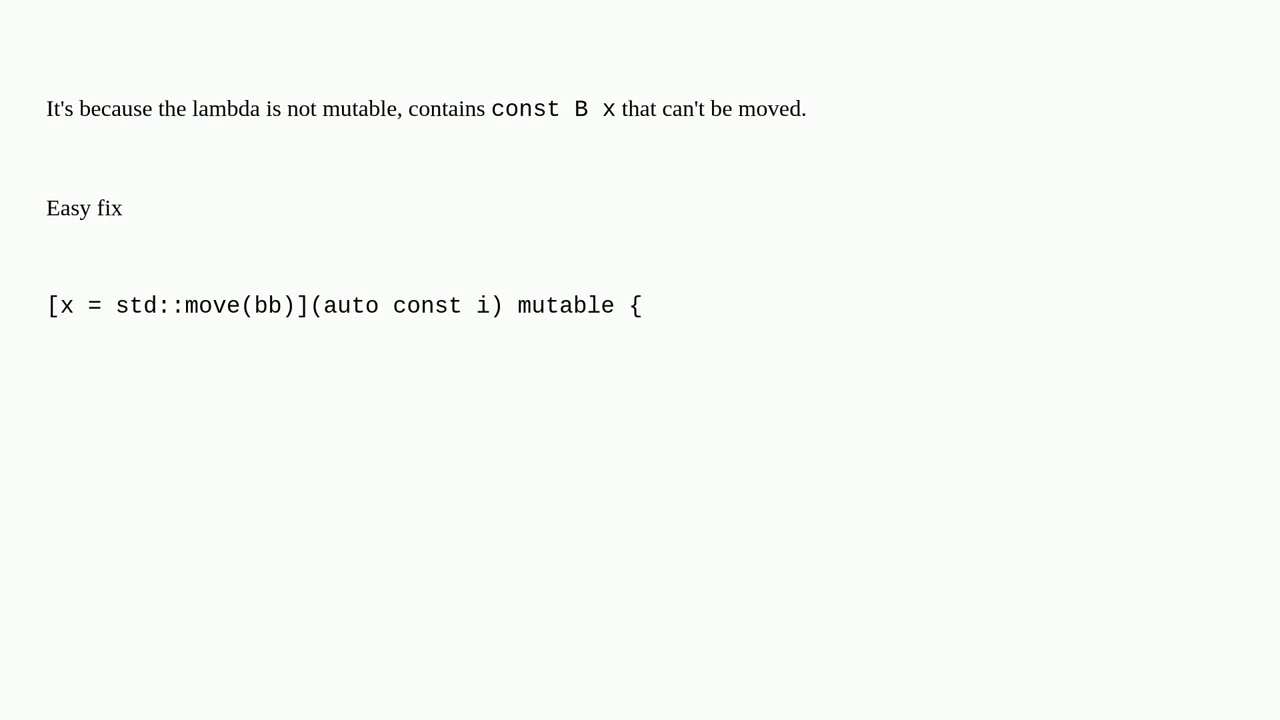 It's because the lambda is not mutable, contains const B x that can't be moved.
Easy fix
[x = std::move(bb)](auto const i) mutable {